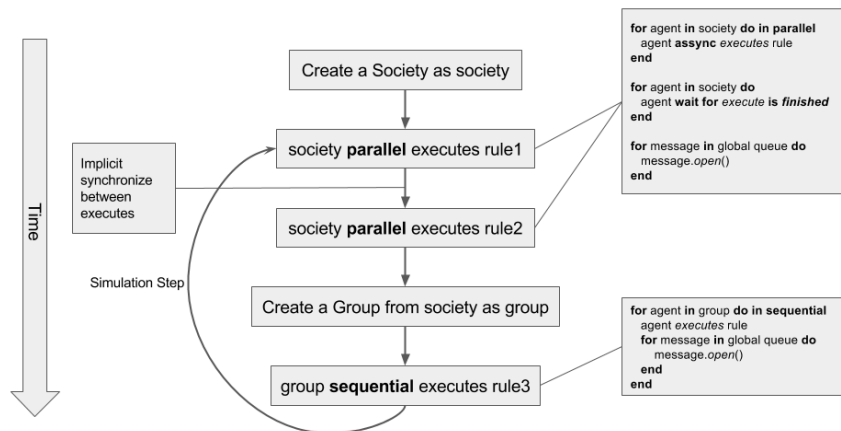 Time
Create a Society as society
society parallel executes rule1
Implicit
synchronize
between
executes
society parallel executes rule2
Simulation Step
Create a Group from society as group
group sequential executes rule3
for agent in society do in parallel
agent assync executes rule
end
for agent in society do
agent wait for execute is finished
end
for message in global queue do
message.open()
end
for agent in group do in sequential
agent executes rule
for message in global queue do
message.open()
end
end